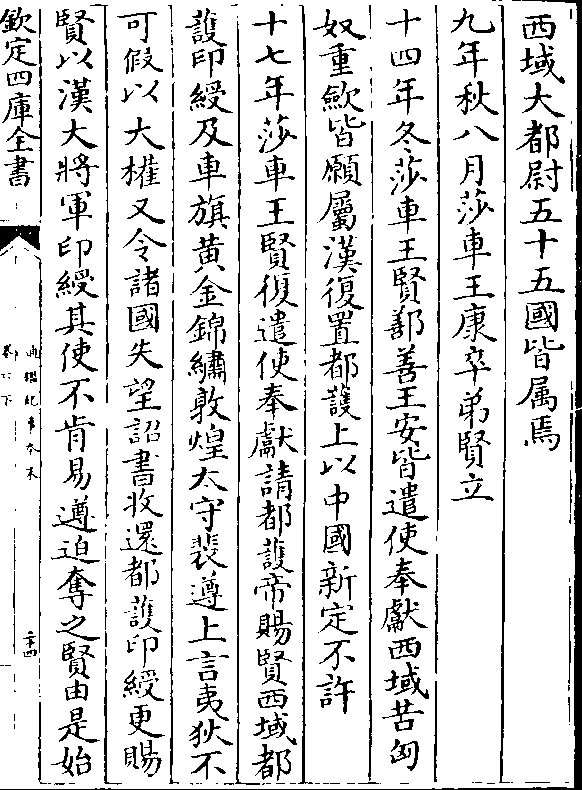 西域大都尉五十五國皆属焉
九年秋八月莎車王康卒弟賢立
十四年冬莎車王賢鄯善王安皆遣使奉獻西域苦匈
奴重歛皆願屬漢復置都護上以中國新定不許
十七年莎車王賢復遣使奉獻請都護帝賜賢西域都
護印綬及車旗黄金錦繡敦煌太守裴遵上言夷狄不
可假以大權又令諸國失望詔書收還都護印綬更賜
賢以漢大將軍印綬其使不肯易遵迫奪之賢由是始
欽定四庫全書
通鑑紀事本末
二十四